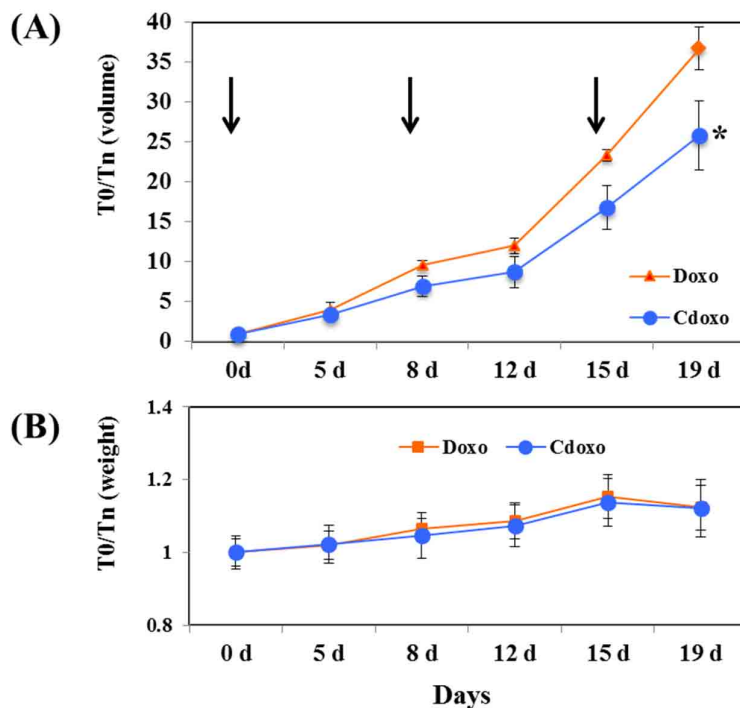 (A)
T0/Tn (volume)
40
35
30
25
20
15
10
5
0
*
Doxo
Cdoxo
0d 5 d 8 d 12 d 15 d 19 d
(B)
T0/Tn (weight)
1.4
1.2
1
0.8
Doxo Cdoxo
0 d 5 d 8 d 12 d 15 d 19 d
Days